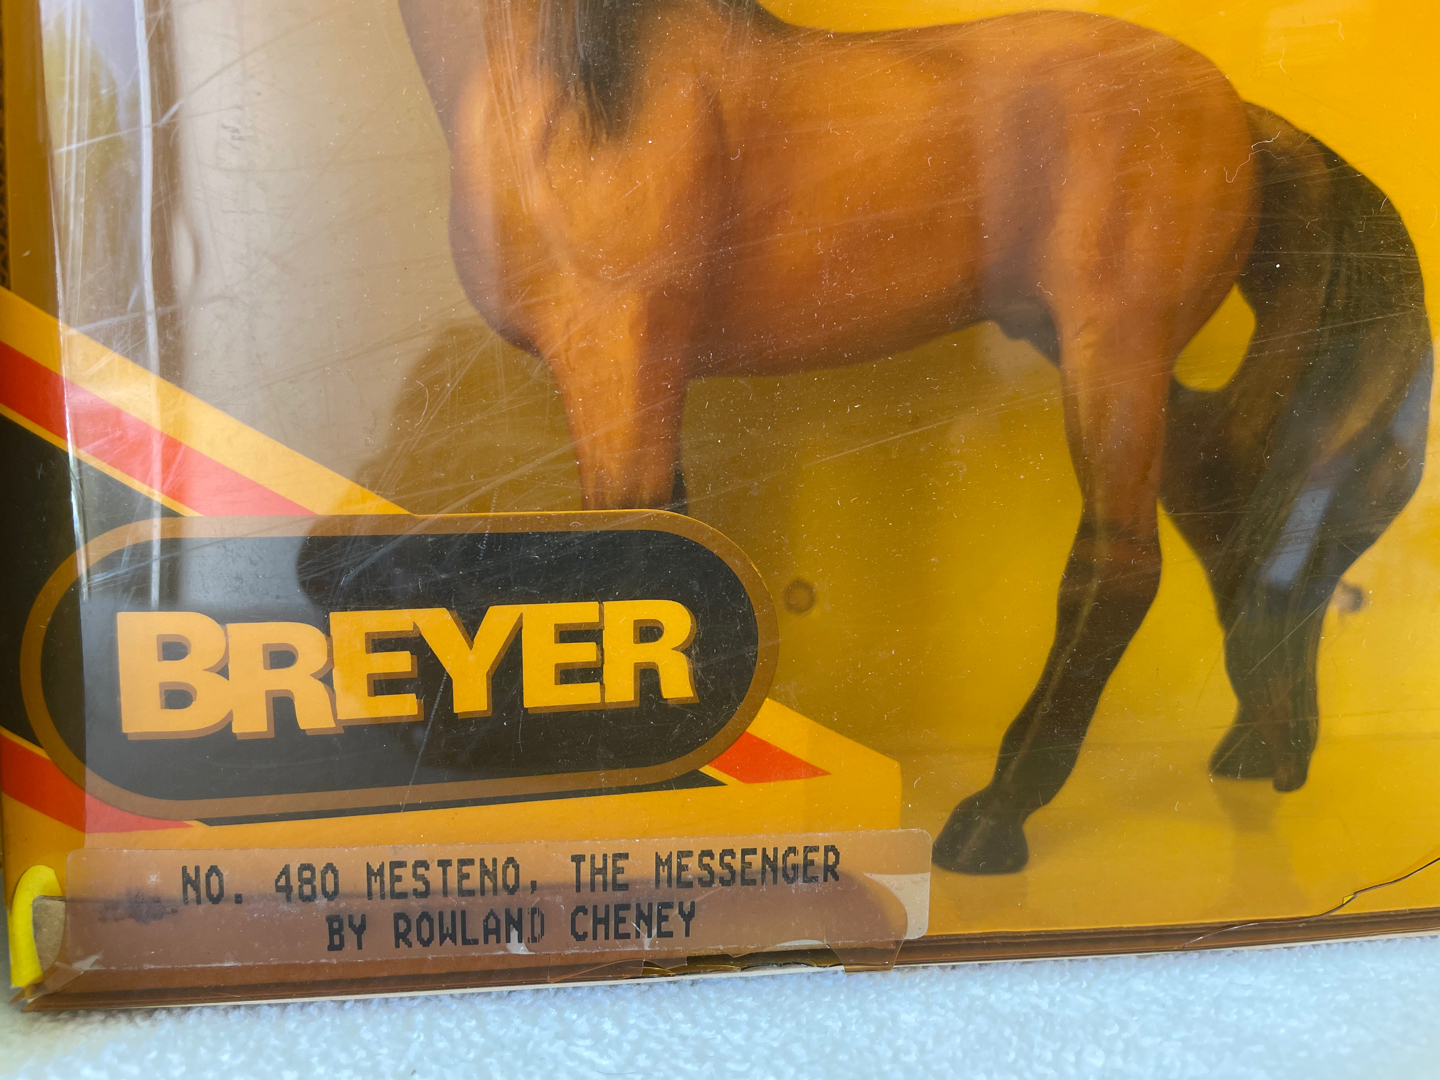 BREYER
NO. 480 MESTENO, THE MESSENGER
BY ROWLAND CHENEY